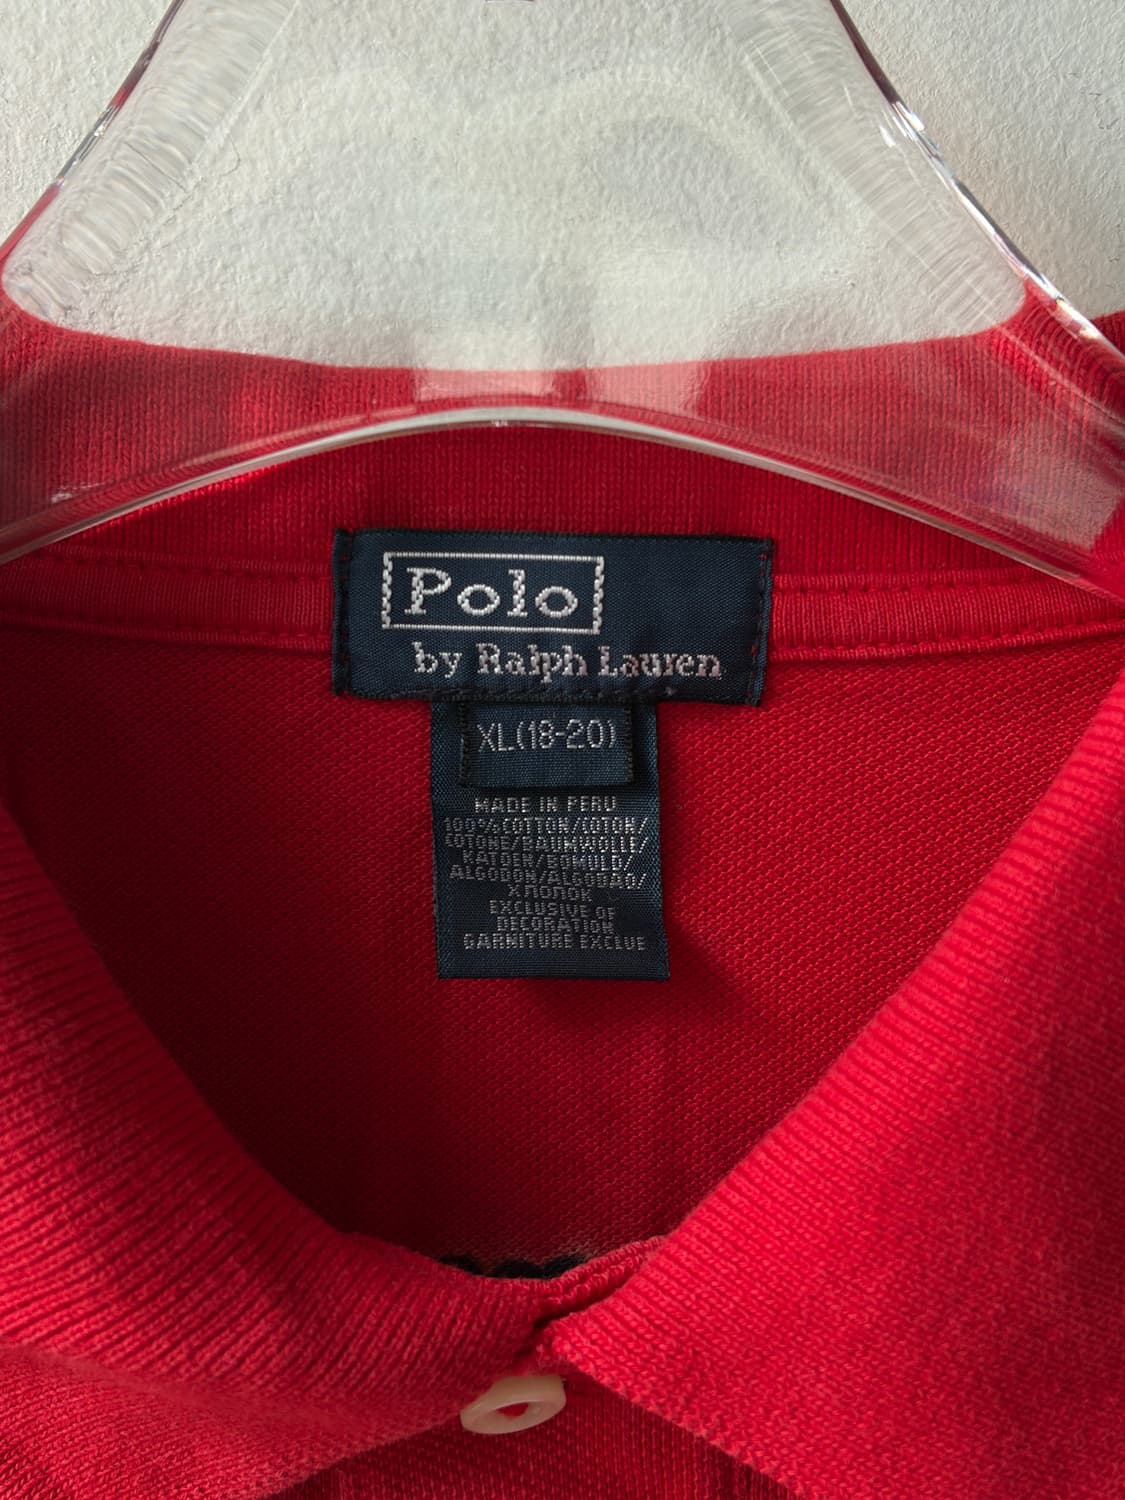 Polo
by Ralph Lauren
XL(18-20)
MADE IN PERU
100%COTTON/COTON/
COTONE/BAUMWOLLE/
KATOEN/BOMULD/
ALGODON/ALGODAO/
ХЛОПОК
EXCLUSIVE OF
DECORATION
GARNITURE EXCLUE